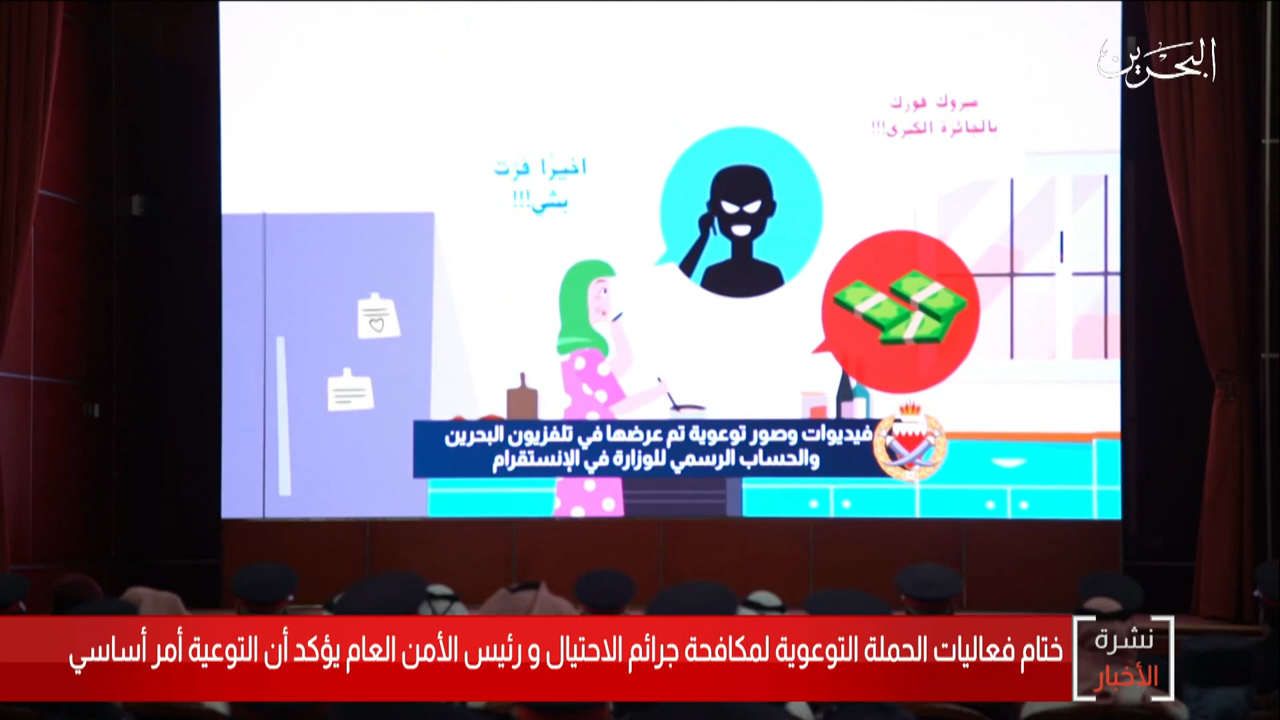 البحرين
مبروك فوزك
بالجائزة الكبرى!!!
اخيرًا فزت
بشي!!!
فيديوات وصور توعوية تم عرضها في تلفزيون البحرين
والحساب الرسمي للوزارة في الإنستقرام
نشرة
الأخبار
ختام فعاليات الحملة التوعوية لمكافحة جرائم الاحتيال و رئيس الأمن العام يؤكد أن التوعية أمر أساسي